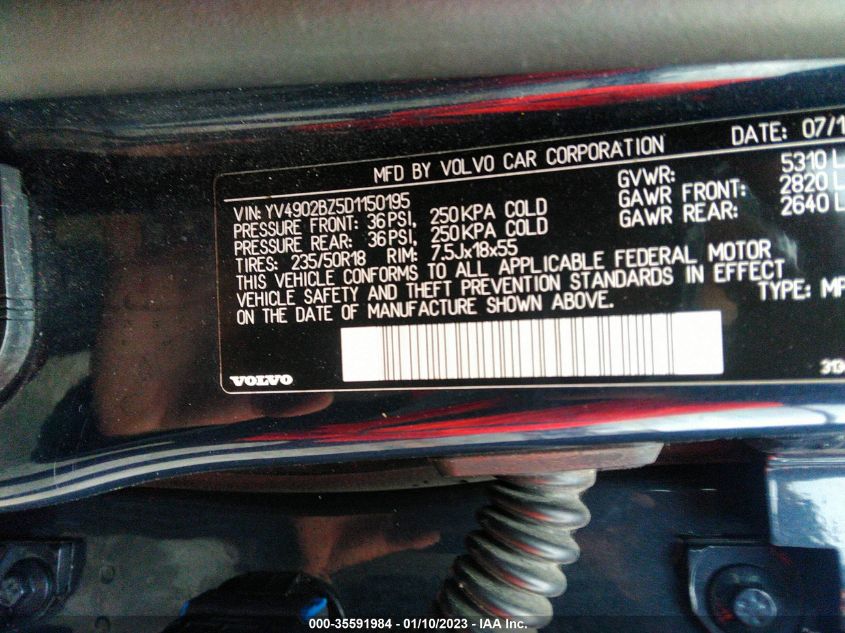 MFD BY VOLVO CAR CORPORATION DATE: 07/1
VIN: YV4902BZ5D1150195 GVWR: 5310 L
PRESSURE FRONT: 36 PSI, 250 KPA COLD GAWR FRONT: 2820 L
PRESSURE REAR: 36 PSI, 250 KPA COLD GAWR REAR: 2640 L
TIRES: 235/50R18 RIM: 7.5Jx18x55
THIS VEHICLE CONFORMS TO ALL APPLICABLE FEDERAL MOTOR
VEHICLE SAFETY AND THEFT PREVENTION STANDARDS IN EFFECT
ON THE DATE OF MANUFACTURE SHOWN ABOVE. TYPE: MP
VOLVO
000-35591984 - 01/10/2023 - IAA Inc.